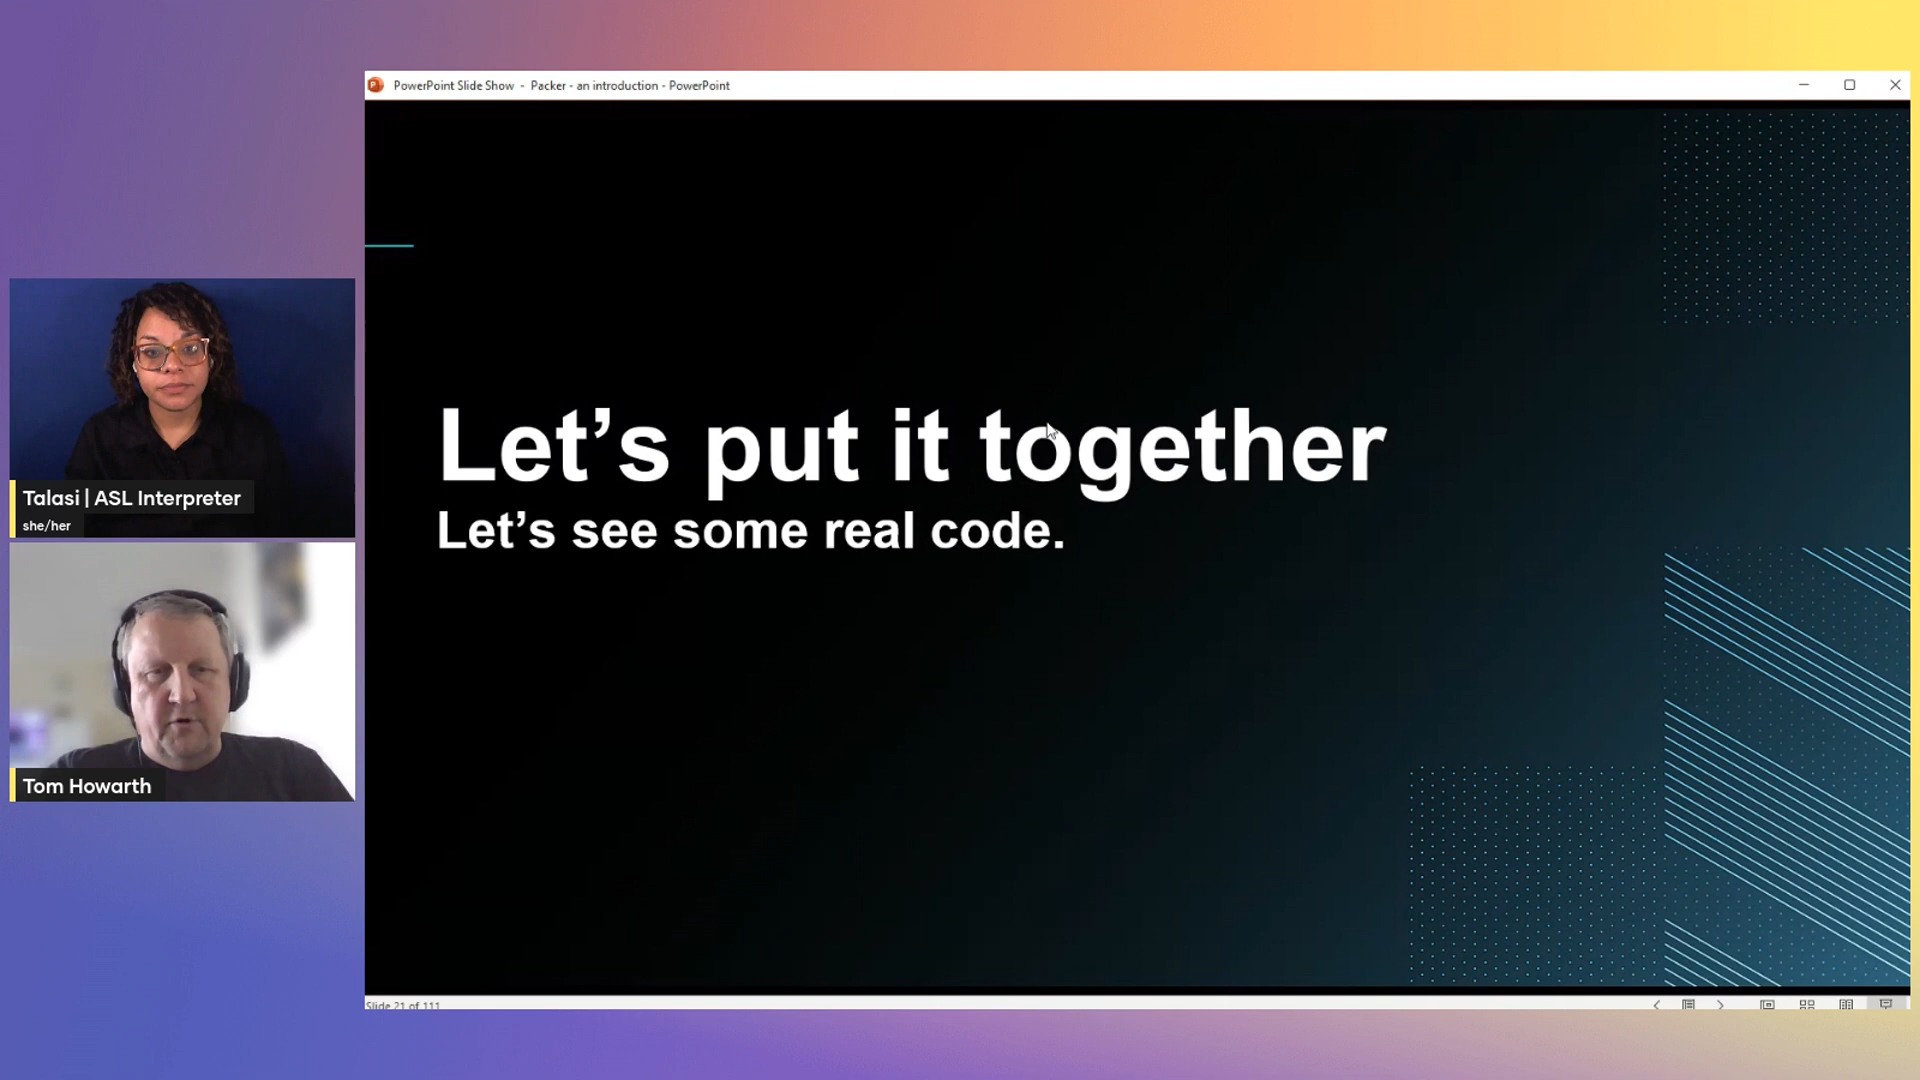 PowerPoint Slide Show - Packer - an introduction - PowerPoint
Let’s put it together
Let’s see some real code.
Talasi | ASL Interpreter
she/her
Tom Howarth
Slide 21 of 111